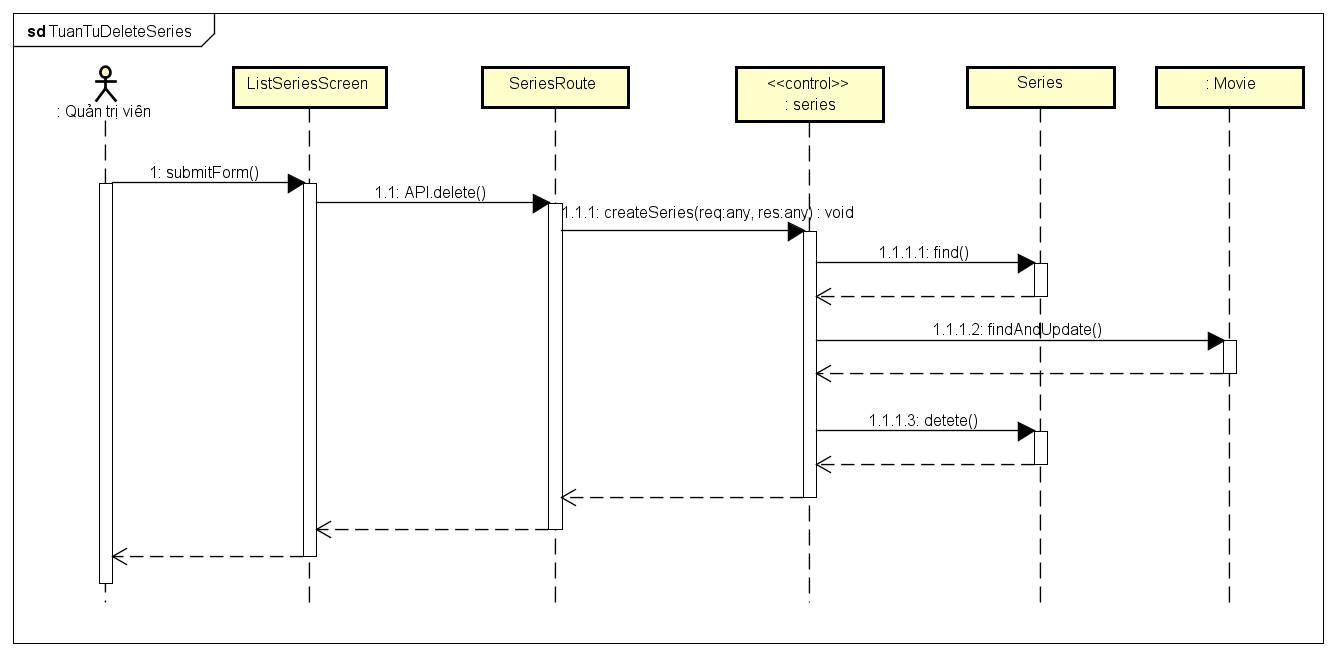 sd TuanTuDeleteSeries
: Quản trị viên
ListSeriesScreen
SeriesRoute
<<control>>
: series
Series
: Movie
1: submitForm()
1.1: API.delete()
1.1.1: createSeries(req:any, res:any) : void
1.1.1.1: find()
1.1.1.2: findAndUpdate()
1.1.1.3: detete()